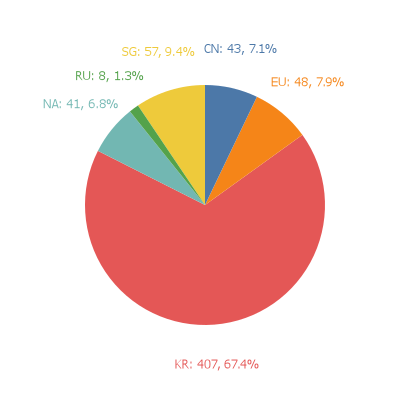 SG: 57, 9.4%
CN: 43, 7.1%
RU: 8, 1.3%
EU: 48, 7.9%
NA: 41, 6.8%
KR: 407, 67.4%